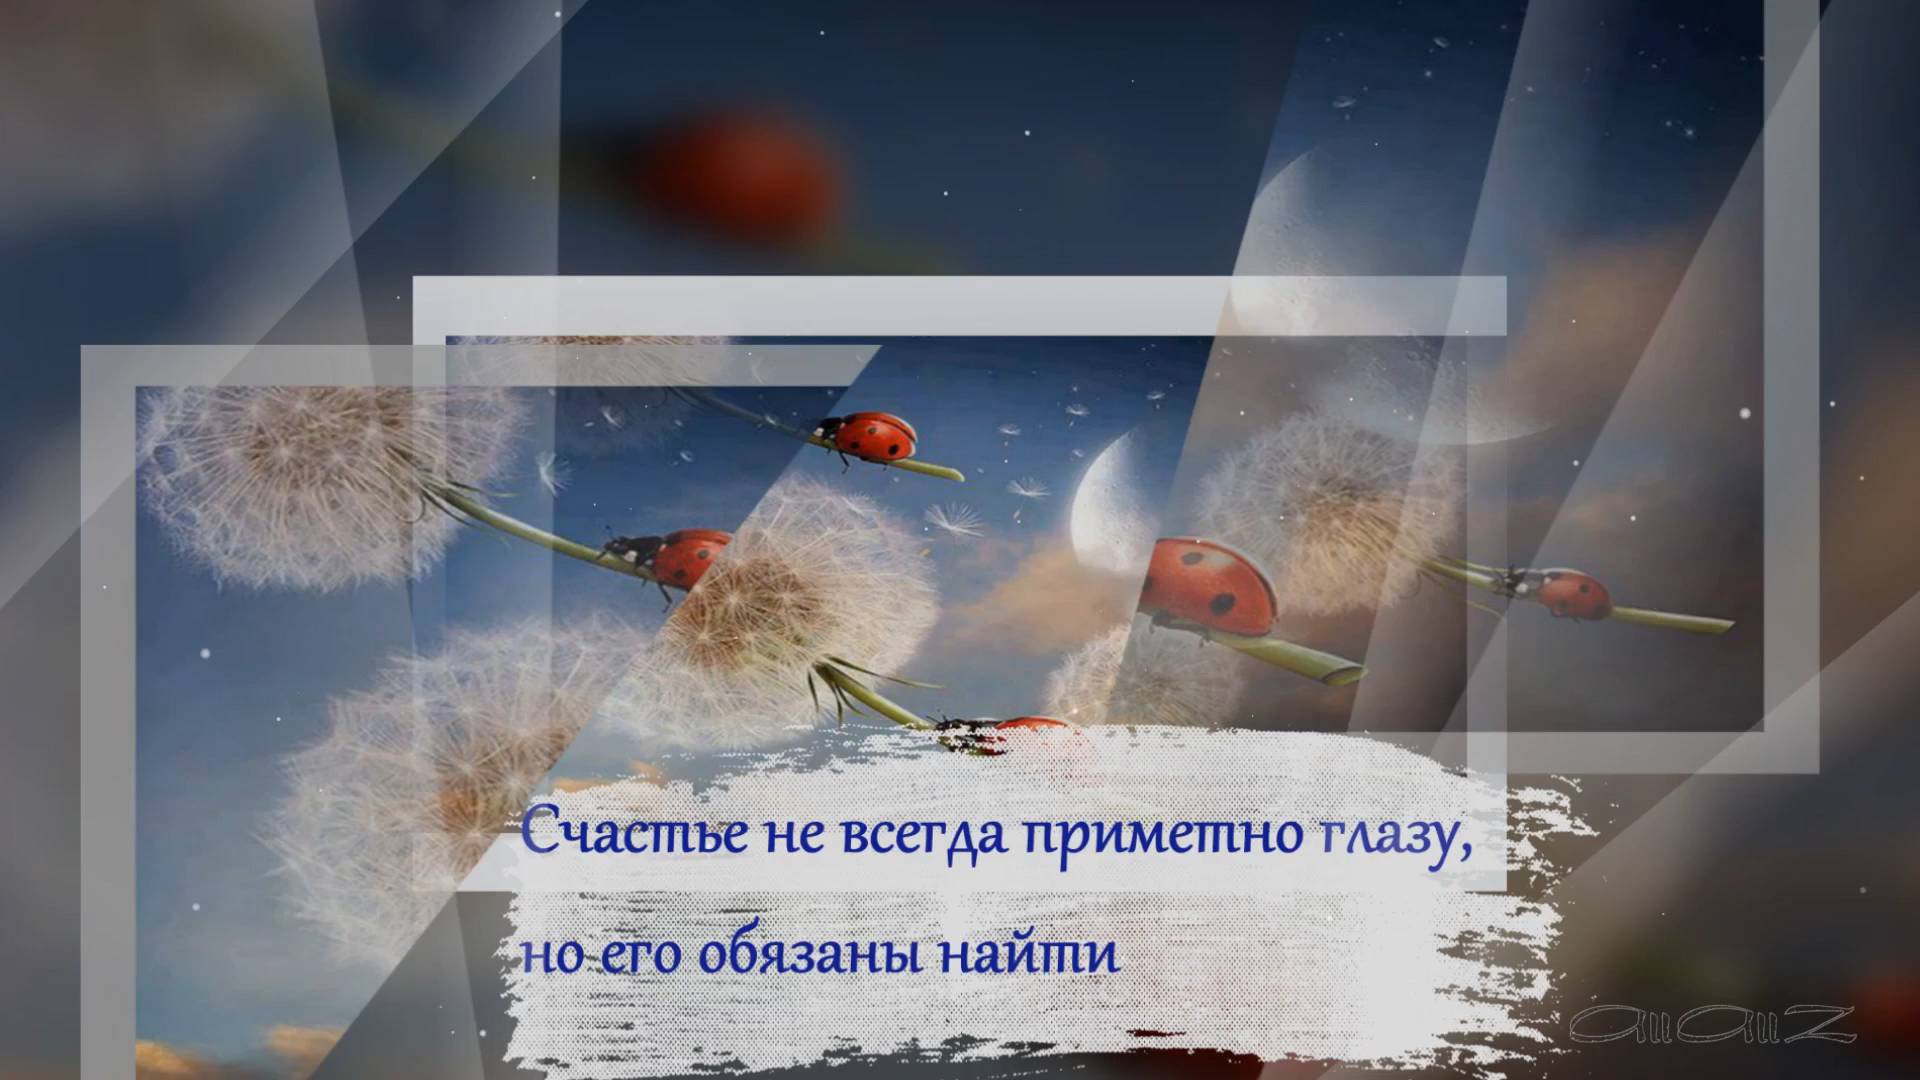 Счастье не всегда приметно глазу,
но его обязаны найти